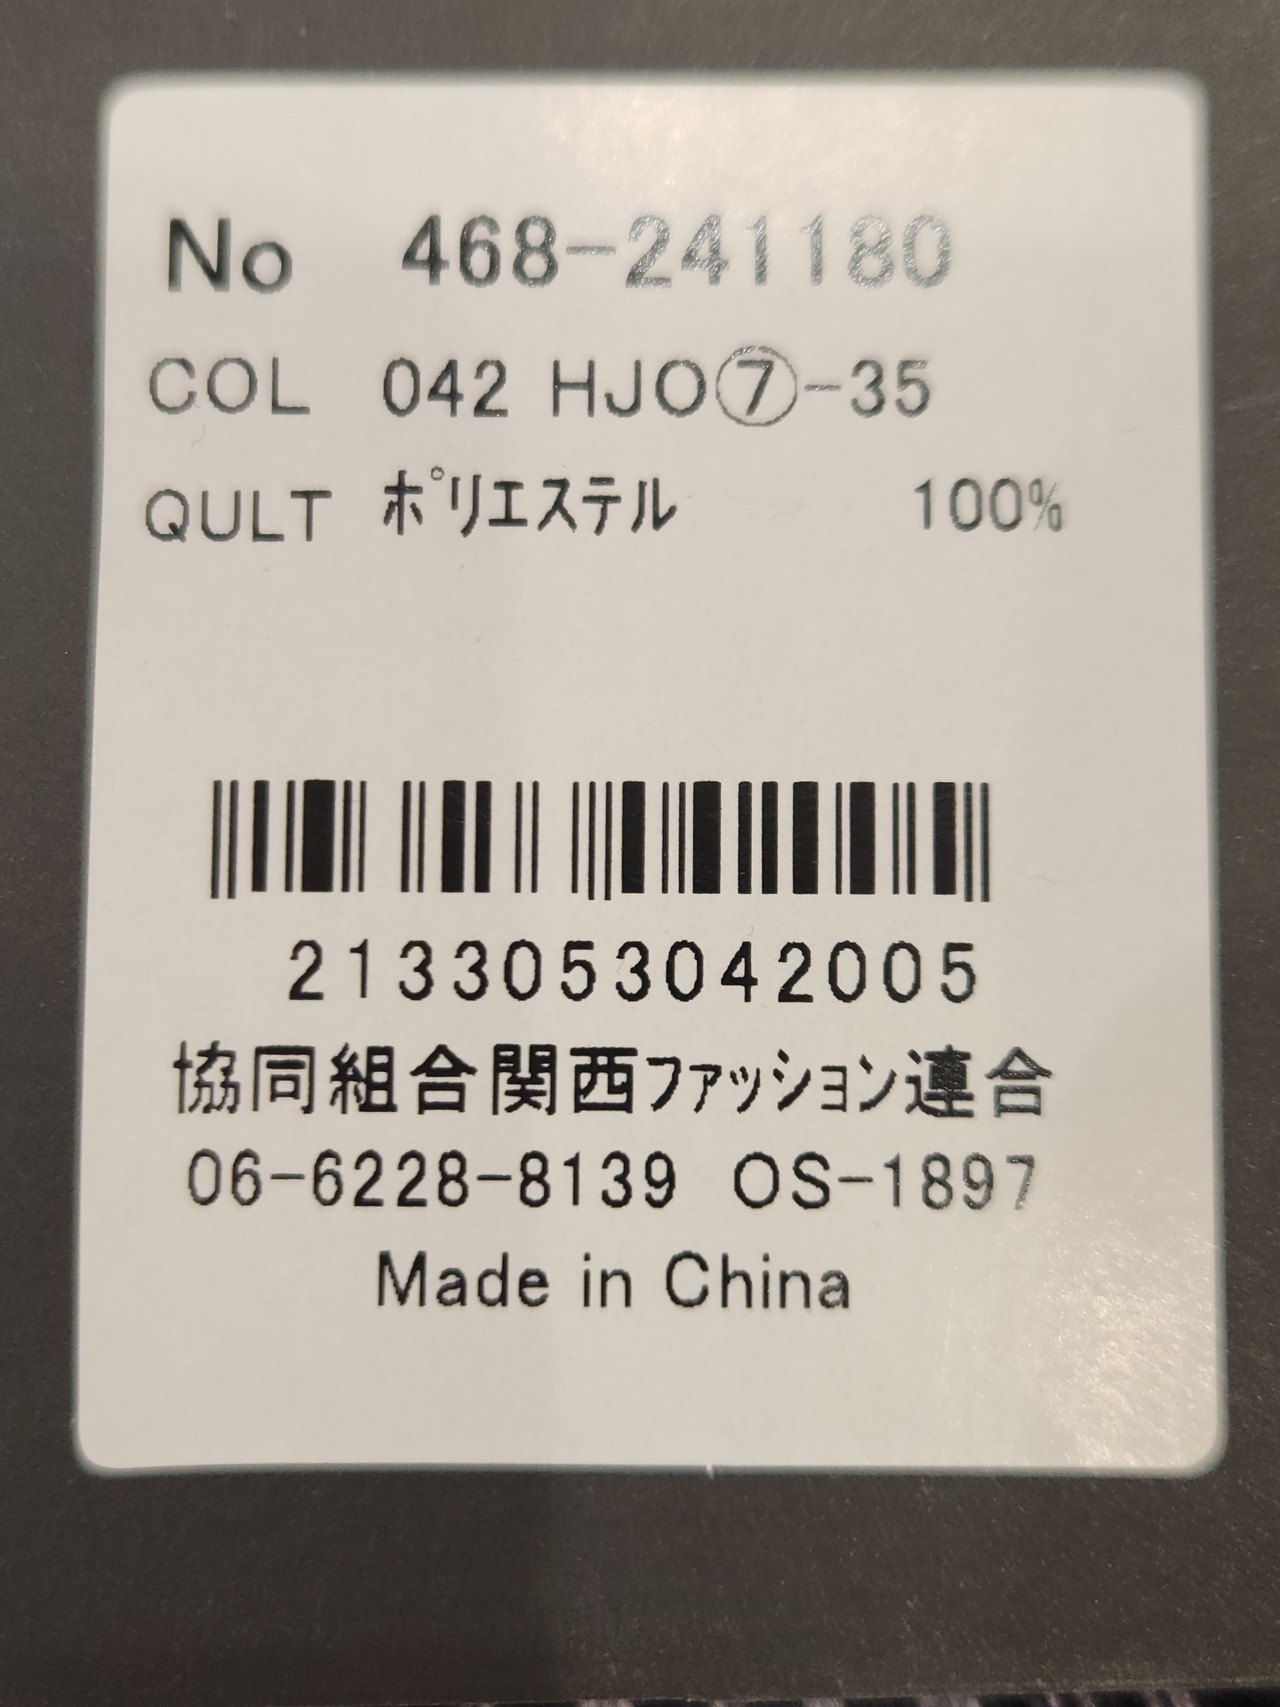 No 468-241180
COL 042 HJO⑦-35
QULT ポリエステル 100%
2133053042005
協同組合関西ファッション連合
06-6228-8139 OS-1897
Made in China